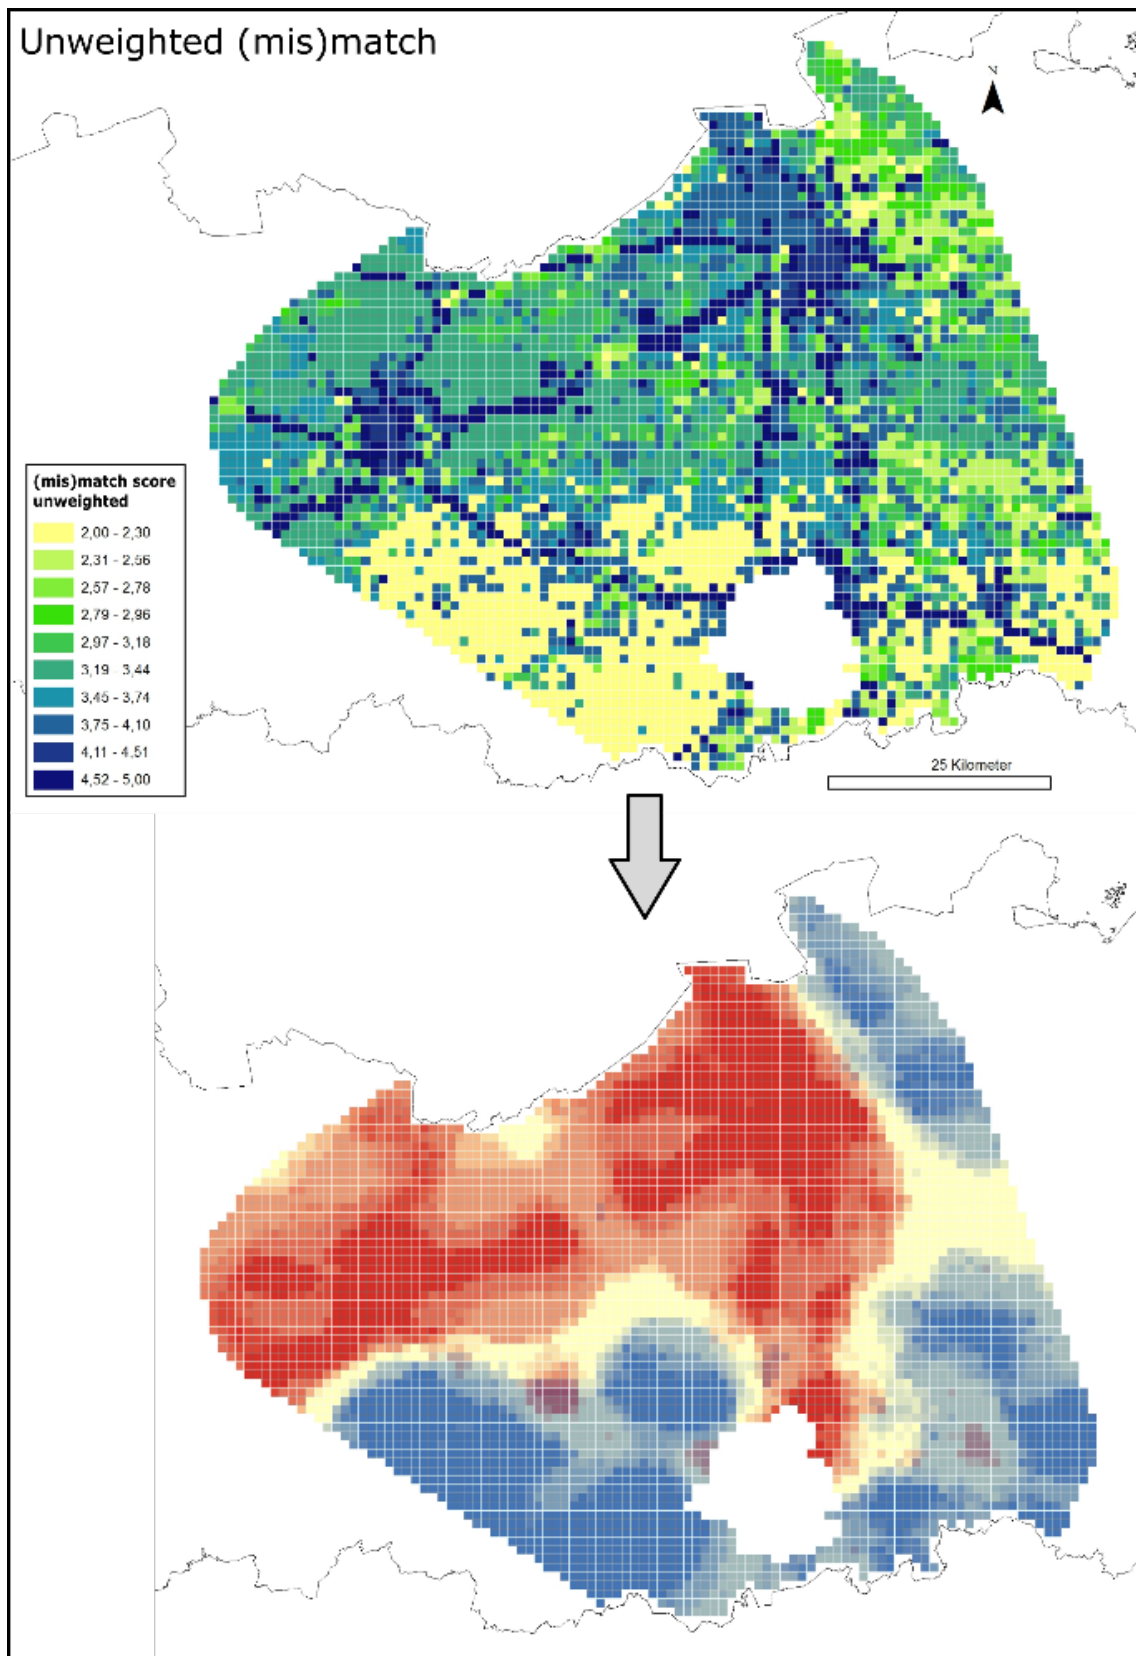 Unweighted (mis)match
N
(mis)match score
unweighted
2,00 - 2,30
2,31 - 2,56
2,57 - 2,78
2,79 - 2,96
2,97 - 3,18
3,19 - 3,44
3,45 - 3,74
3,75 - 4,10
4,11 - 4,51
4,52 - 5,00
25 Kilometer